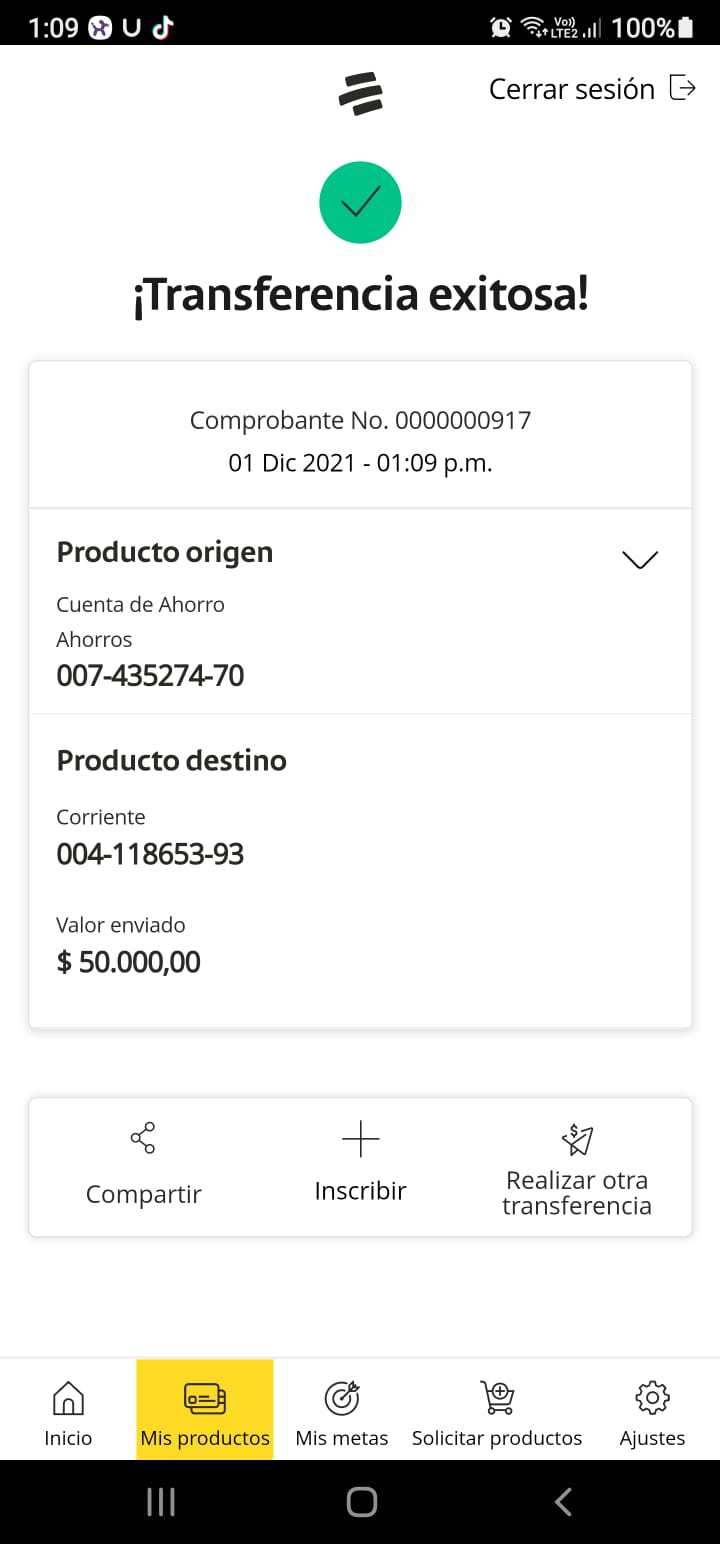 1:09 U Vo)) LTE2 100%
Cerrar sesión
¡Transferencia exitosa!
Comprobante No. 0000000917
01 Dic 2021 - 01:09 p.m.
Producto origen
Cuenta de Ahorro
Ahorros
007-435274-70
Producto destino
Corriente
004-118653-93
Valor enviado
$ 50.000,00
Compartir
Inscribir
Realizar otra
transferencia
Inicio
Mis productos
Mis metas
Solicitar productos
Ajustes